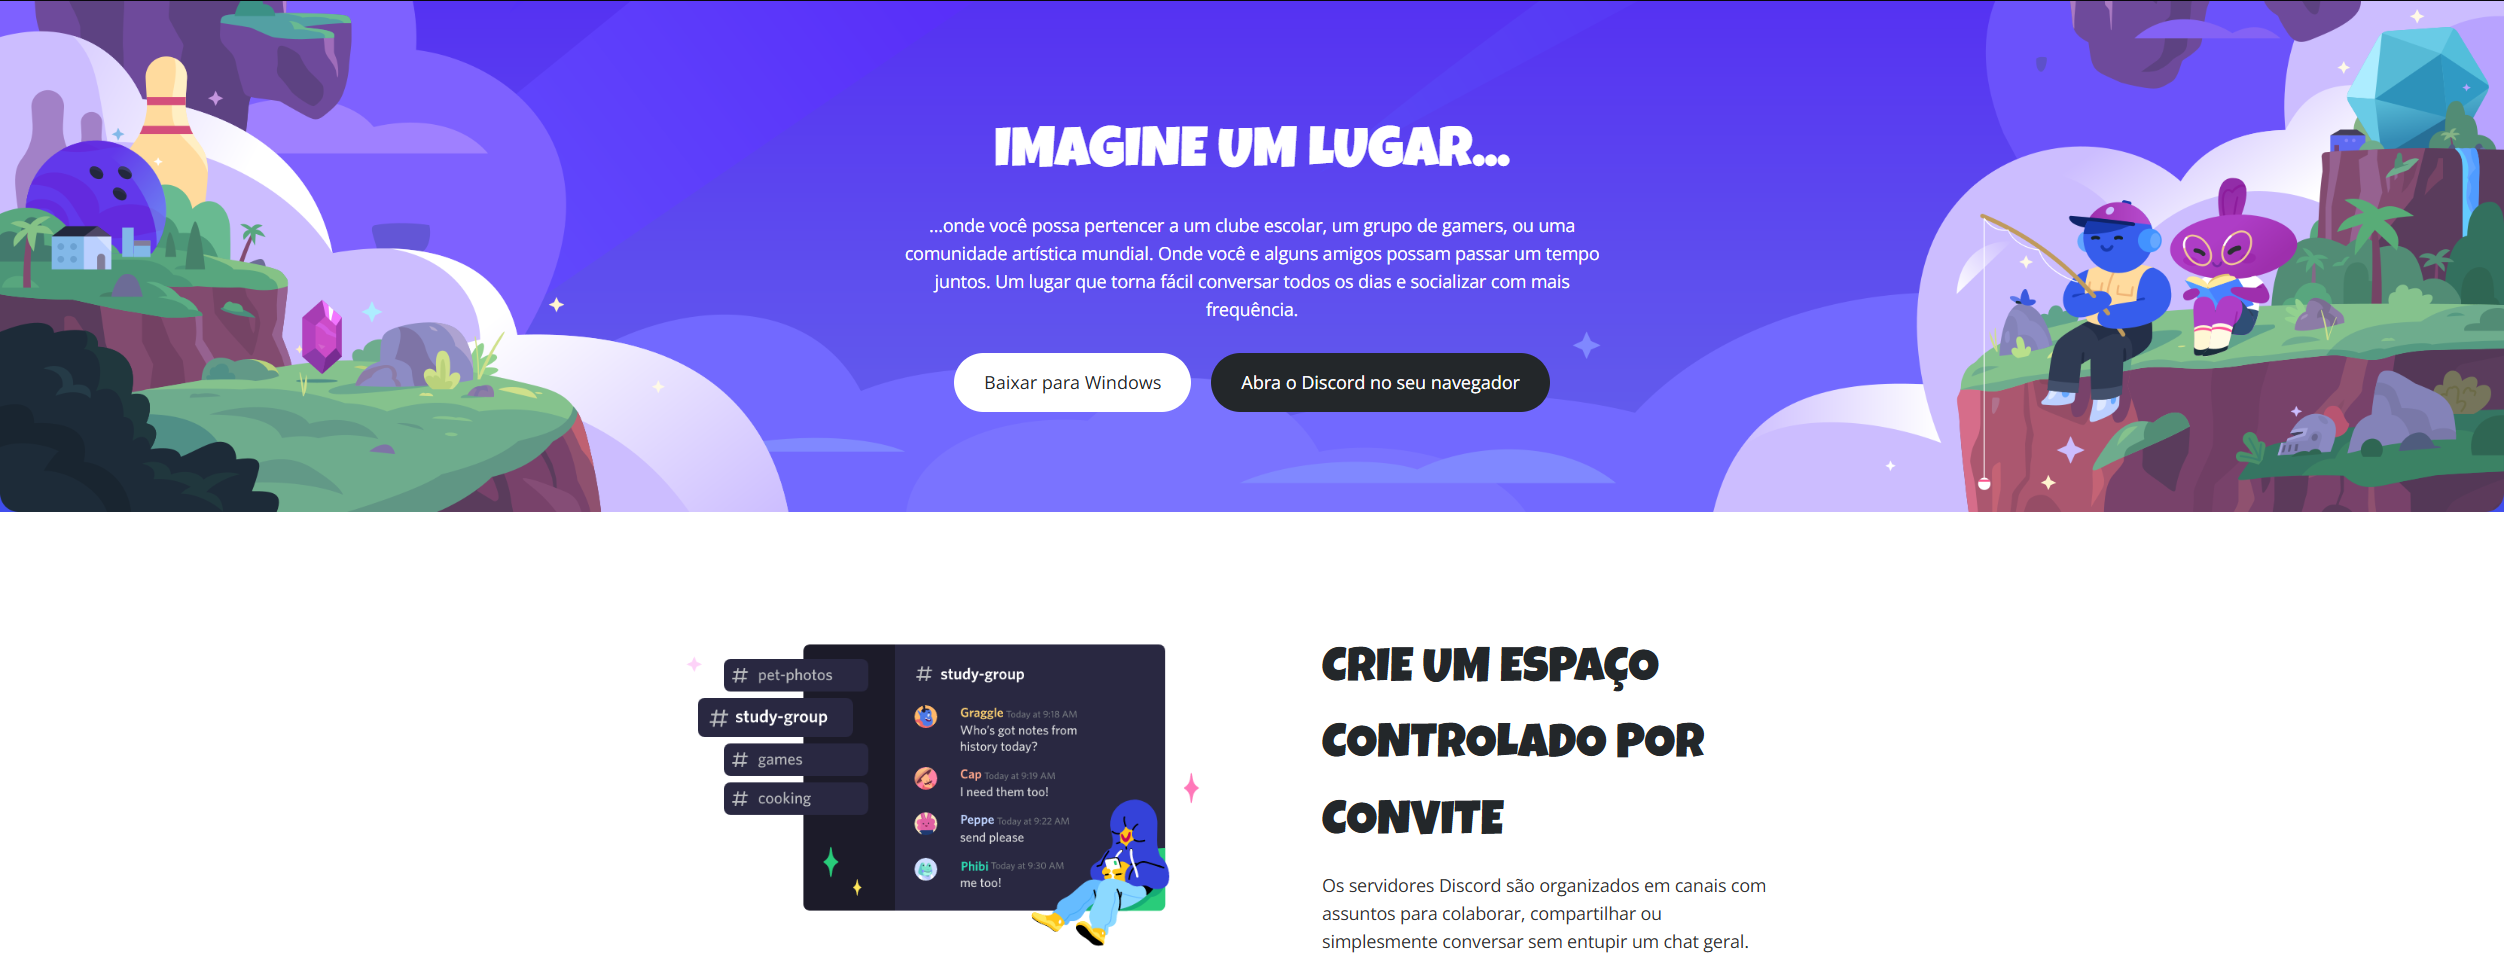 IMAGINE UM LUGAR...
...onde você possa pertencer a um clube escolar, um grupo de gamers, ou uma
comunidade artística mundial. Onde você e alguns amigos possam passar um tempo
juntos. Um lugar que torna fácil conversar todos os dias e socializar com mais
frequência.
Baixar para Windows
Abra o Discord no seu navegador
# pet-photos
# study-group
# games
# cooking
# study-group
Graggle Today at 9:18 AM
Who's got notes from
history today?
Cap Today at 9:19 AM
I need them too!
Peppe Today at 9:22 AM
send please
Phibi Today at 9:30 AM
me too!
CRIE UM ESPAÇO
CONTROLADO POR
CONVITE
Os servidores Discord são organizados em canais com
assuntos para colaborar, compartilhar ou
simplesmente conversar sem entupir um chat geral.